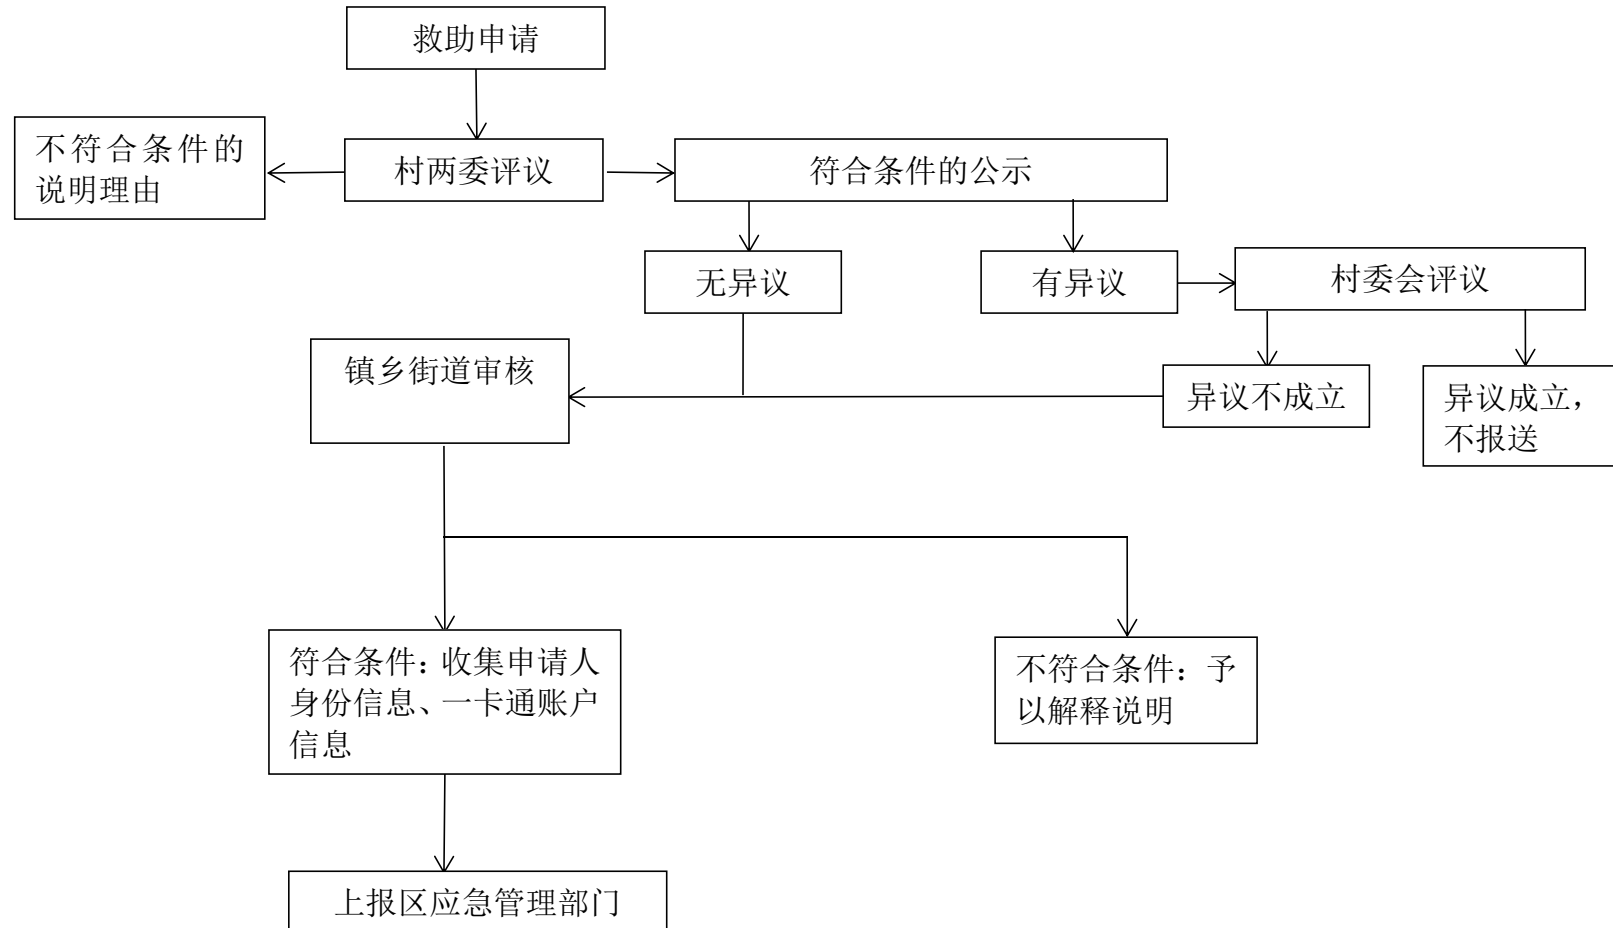 救助申请
不符合条件的
说明理由
村两委评议
符合条件的公示
无异议
有异议
村委会评议
镇乡街道审核
异议不成立
异议成立，
不报送
符合条件：收集申请人
身份信息、一卡通账户
信息
不符合条件：予
以解释说明
上报区应急管理部门